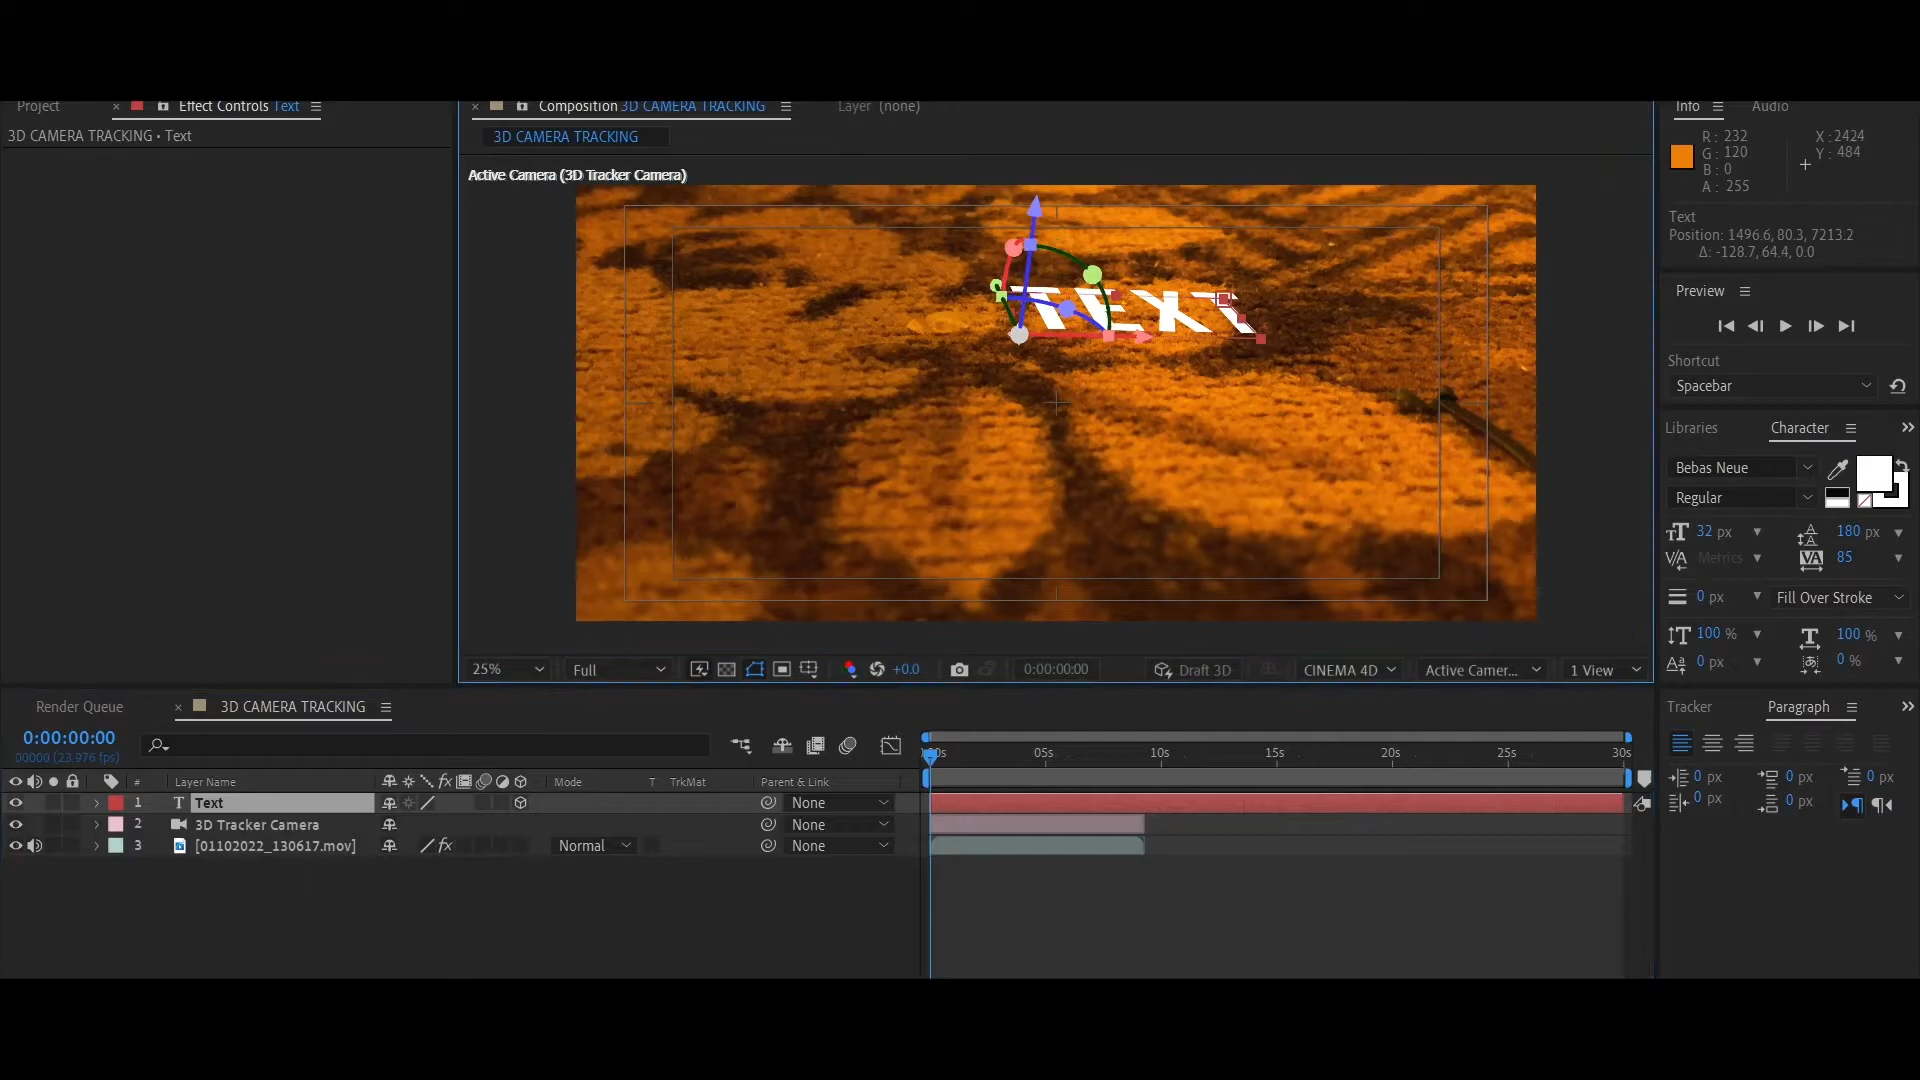 Project
Effect Controls Text
Composition 3D CAMERA TRACKING
Layer (none)
Info
Audio
3D CAMERA TRACKING • Text
3D CAMERA TRACKING
R : 232
G : 120
B : 0
A : 255
X : 2424
Y : 484
Active Camera (3D Tracker Camera)
TEXT
Text
Position: 1496.6, 80.3, 7213.2
Δ: -128.7, 64.4, 0.0
Preview
Shortcut
Spacebar
Libraries
Character
Bebas Neue
Regular
32 px
180 px
Metrics
85
0 px
Fill Over Stroke
100 %
100 %
0 px
0 %
25%
Full
+0.0
0:00:00:00
Draft 3D
CINEMA 4D
Active Camer...
1 View
Render Queue
3D CAMERA TRACKING
Tracker
Paragraph
0:00:00:00
00000 (23.976 fps)
:00s
05s
10s
15s
20s
25s
30s
#
Layer Name
Mode
T
TrkMat
Parent & Link
1
Text
None
2
3D Tracker Camera
None
3
[01102022_130617.mov]
Normal
None
0 px
0 px
0 px
0 px
0 px